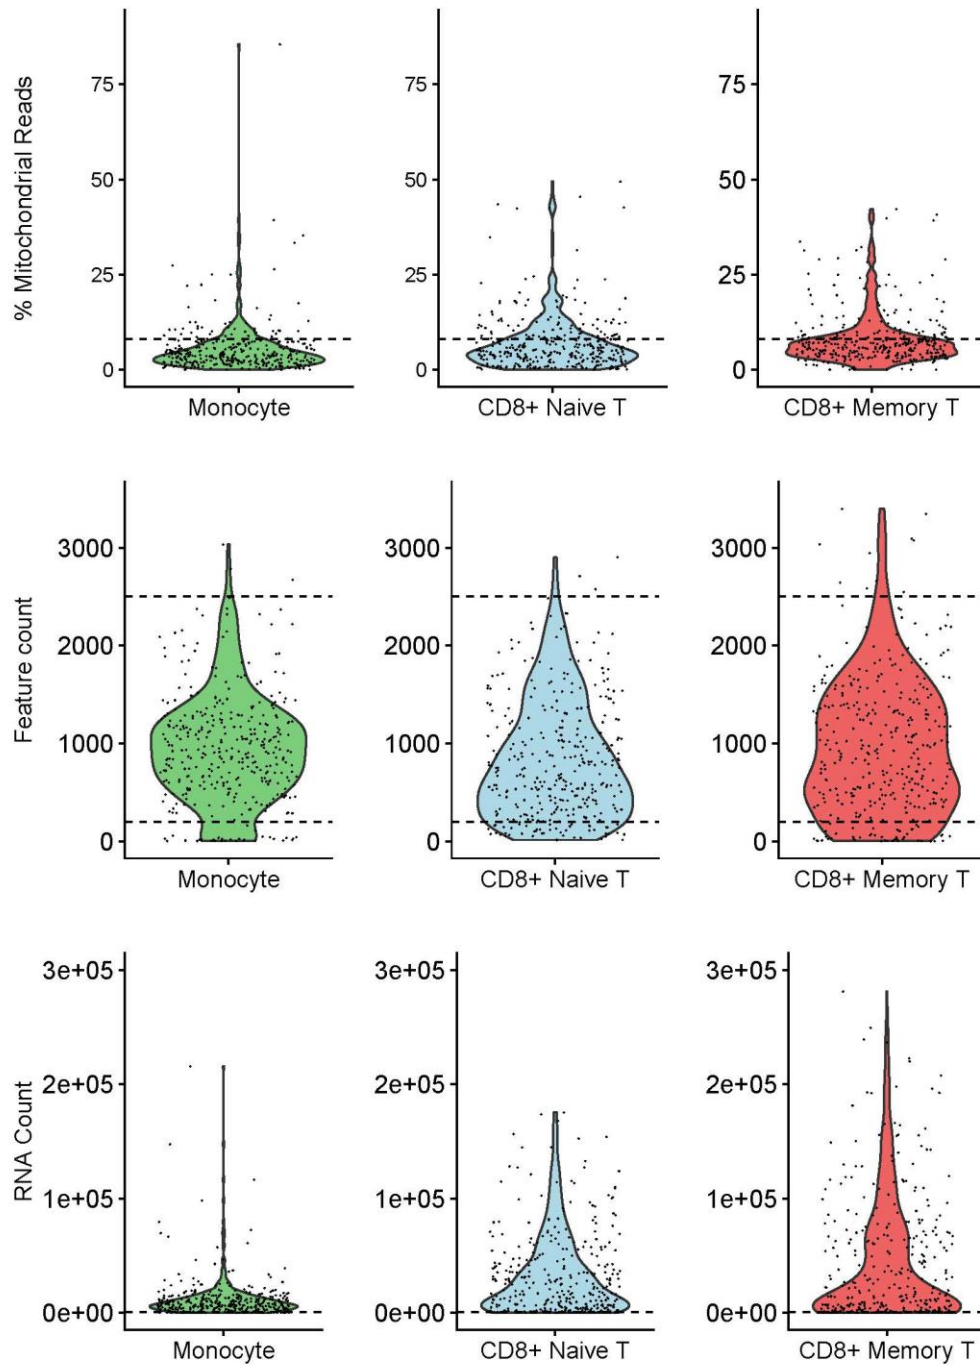 % Mitochondrial Reads
75
50
25
0
Monocyte
75
50
25
0
CD8+ Naive T
75
50
25
0
CD8+ Memory T
Feature count
3000
2000
1000
0
Monocyte
3000
2000
1000
0
CD8+ Naive T
3000
2000
1000
0
CD8+ Memory T
RNA Count
3e+05
2e+05
1e+05
0e+00
Monocyte
3e+05
2e+05
1e+05
0e+00
CD8+ Naive T
3e+05
2e+05
1e+05
0e+00
CD8+ Memory T